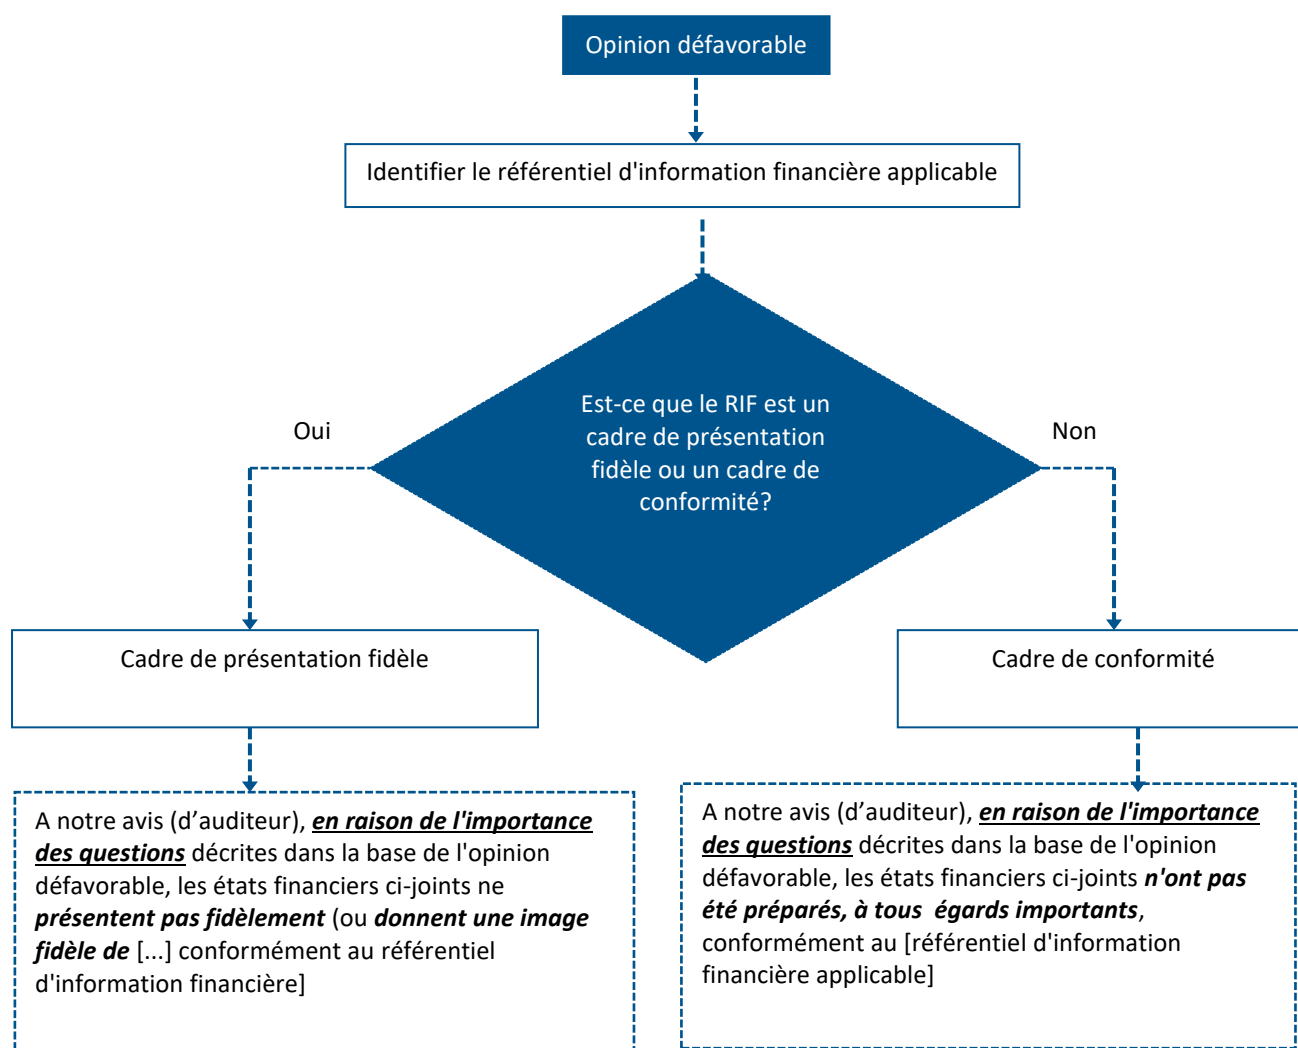 Opinion défavorable
Identifier le référentiel d'information financière applicable
Est-ce que le RIF est un
cadre de présentation
fidèle ou un cadre de
conformité?
Oui
Non
Cadre de présentation fidèle
Cadre de conformité
A notre avis (d’auditeur), en raison de l'importance
des questions décrites dans la base de l'opinion
défavorable, les états financiers ci-joints ne
présentent pas fidèlement (ou donnent une image
fidèle de [...] conformément au référentiel
d'information financière]
A notre avis (d’auditeur), en raison de l'importance
des questions décrites dans la base de l'opinion
défavorable, les états financiers ci-joints n'ont pas
été préparés, à tous  égards importants,
conformément au [référentiel d'information
financière applicable]